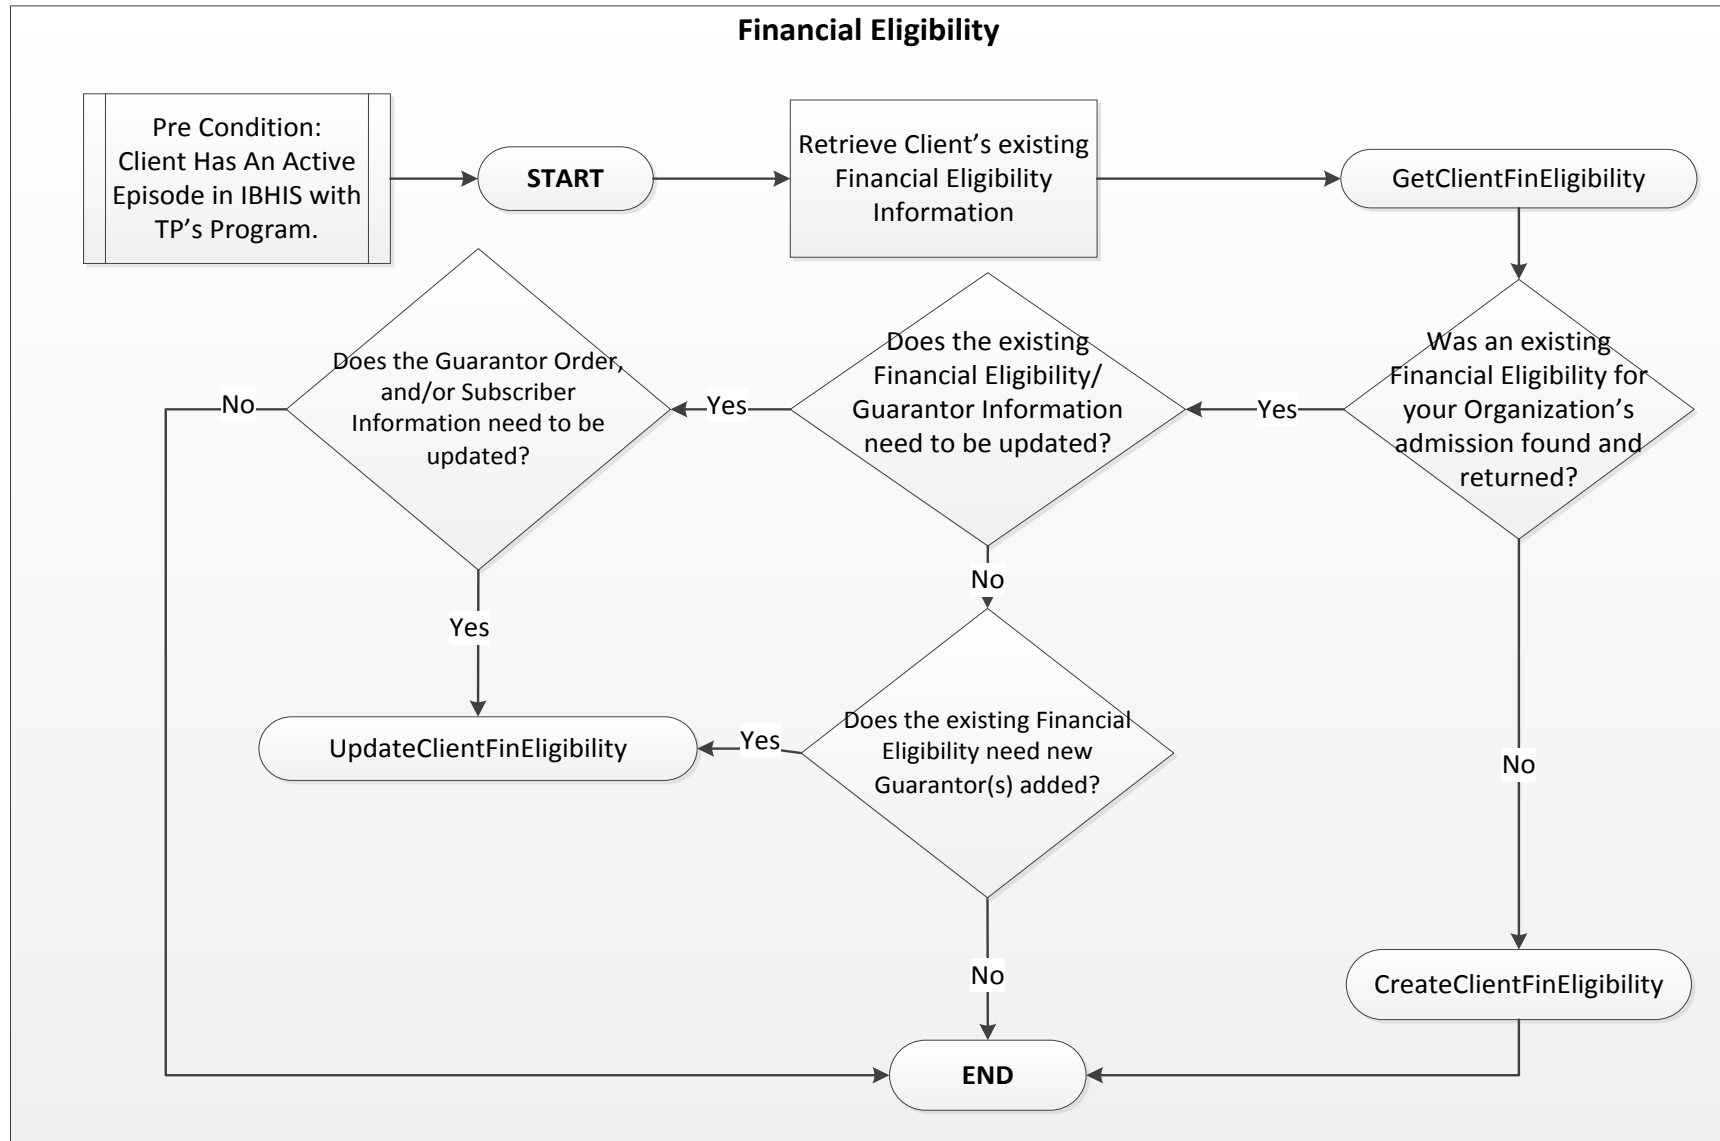 Financial Eligibility
Pre Condition:
Client Has An Active
Episode in IBHIS with
TP’s Program.
START
Retrieve Client’s existing
Financial Eligibility
Information
GetClientFinEligibility
Does the Guarantor Order,
and/or Subscriber
Information need to be
updated?
Does the existing
Financial Eligibility/
Guarantor Information
need to be updated?
Was an existing
Financial Eligibility for
your Organization’s
admission found and
returned?
No
Yes
Yes
No
Yes
UpdateClientFinEligibility
Yes
Does the existing Financial
Eligibility need new
Guarantor(s) added?
No
No
CreateClientFinEligibility
END